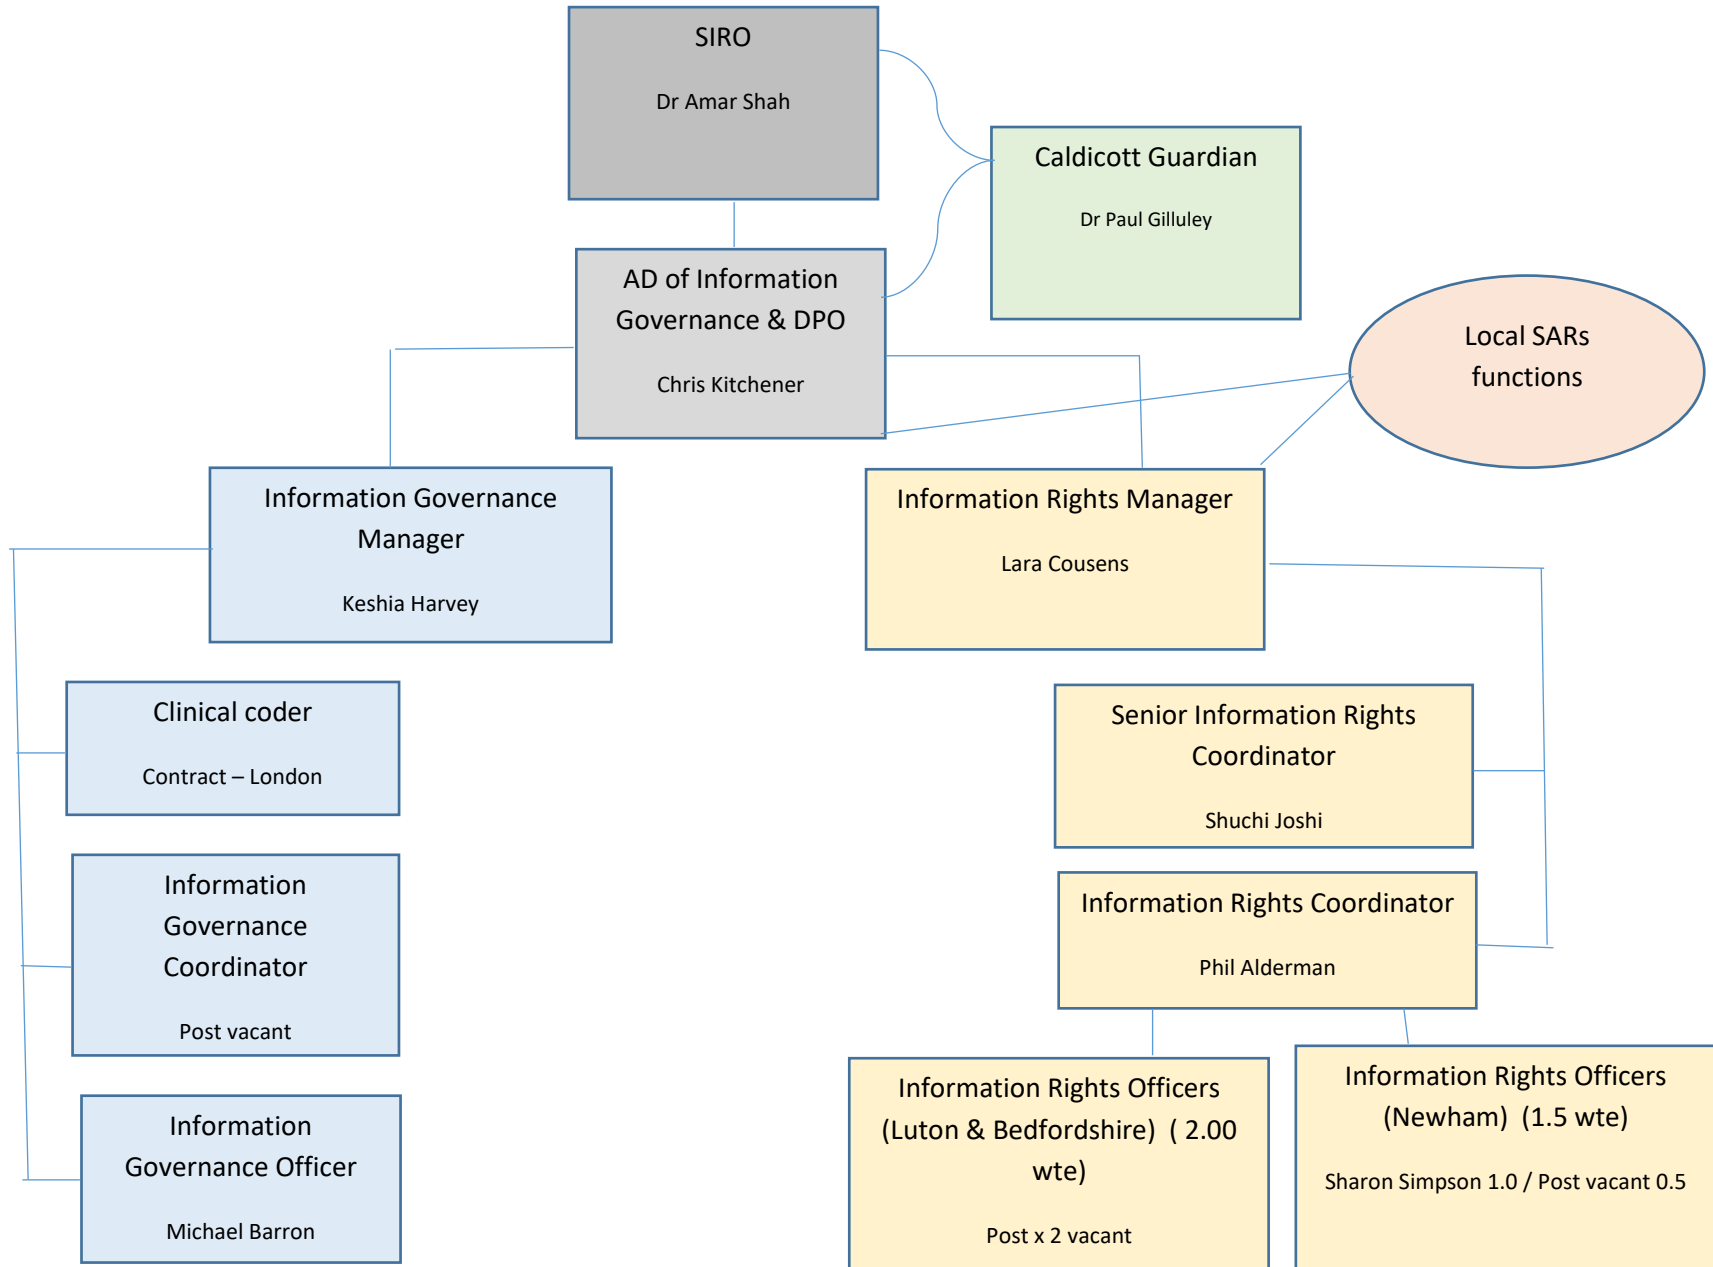 SIRO
Dr Amar Shah
Caldicott Guardian
Dr Paul Gilluley
AD of Information
Governance & DPO
Chris Kitchener
Local SARs
functions
Information Governance
Manager
Keshia Harvey
Information Rights Manager
Lara Cousens
Clinical coder
Contract – London
Senior Information Rights
Coordinator
Shuchi Joshi
Information
Governance
Coordinator
Post vacant
Information Rights Coordinator
Phil Alderman
Information
Governance Officer
Michael Barron
Information Rights Officers
(Luton & Bedfordshire)  ( 2.00
wte)
Post x 2 vacant
Information Rights Officers
(Newham)  (1.5 wte)
Sharon Simpson 1.0 / Post vacant 0.5